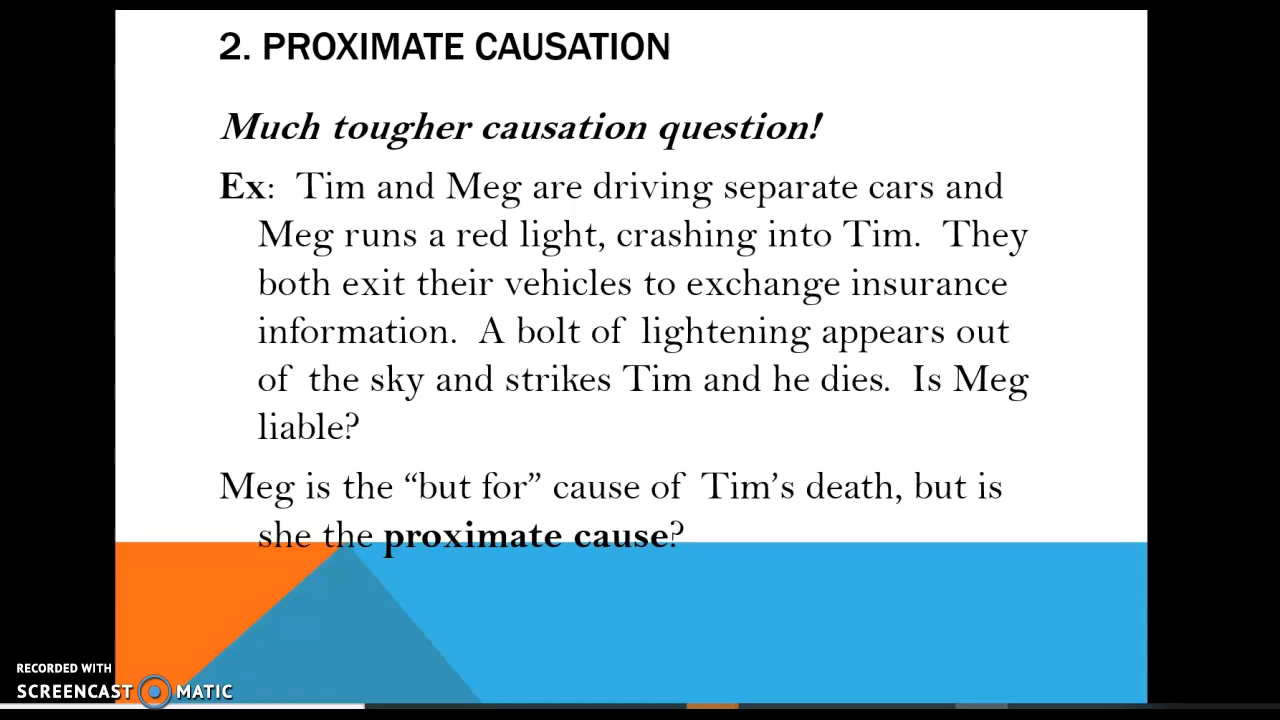 2. PROXIMATE CAUSATION
Much tougher causation question!
Ex: Tim and Meg are driving separate cars and
Meg runs a red light, crashing into Tim. They
both exit their vehicles to exchange insurance
information. A bolt of lightening appears out
of the sky and strikes Tim and he dies. Is Meg
liable?
Meg is the “but for” cause of Tim’s death, but is
she the proximate cause?
RECORDED WITH
SCREENCAST MATIC